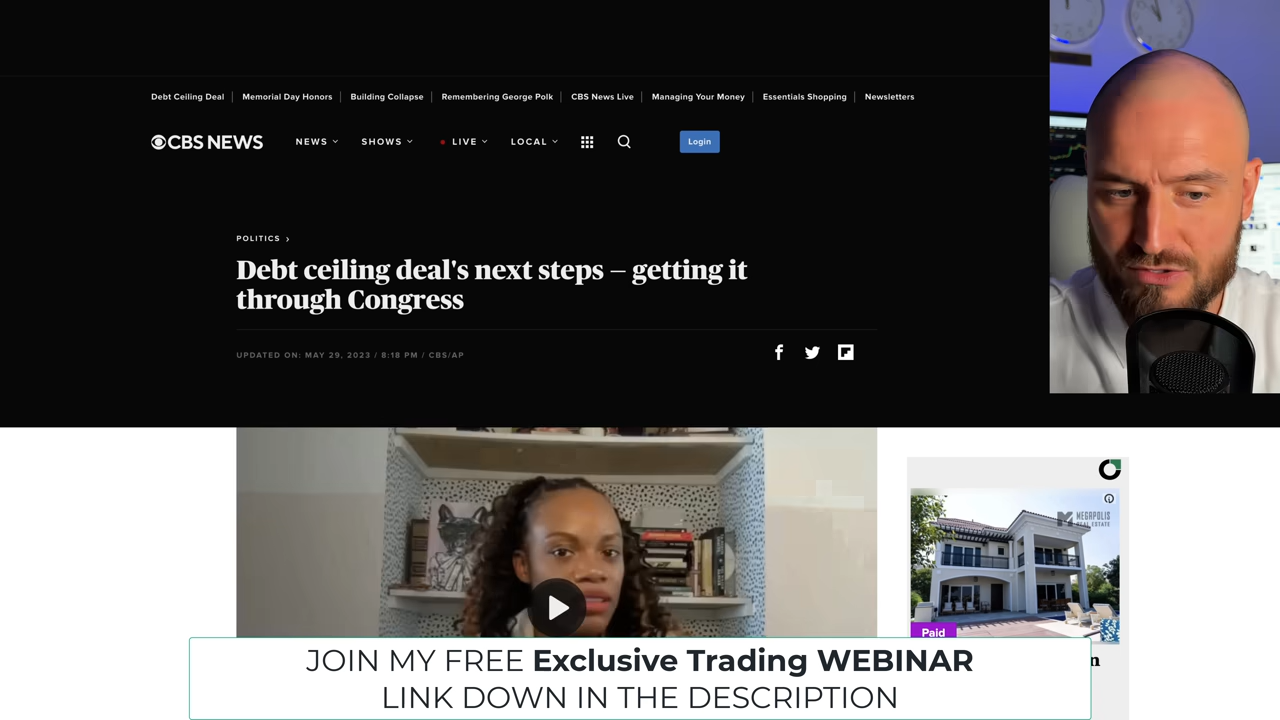 Debt Ceiling Deal
Memorial Day Honors
Building Collapse
Remembering George Polk
CBS News Live
Managing Your Money
Essentials Shopping
Newsletters
CBS NEWS
NEWS
SHOWS
LIVE
LOCAL
Login
POLITICS
Debt ceiling deal's next steps — getting it
through Congress
UPDATED ON: MAY 29, 2023 / 8:18 PM / CBS/AP
MEGAPOLIS
REAL ESTATE
Paid
JOIN MY FREE Exclusive Trading WEBINAR
LINK DOWN IN THE DESCRIPTION